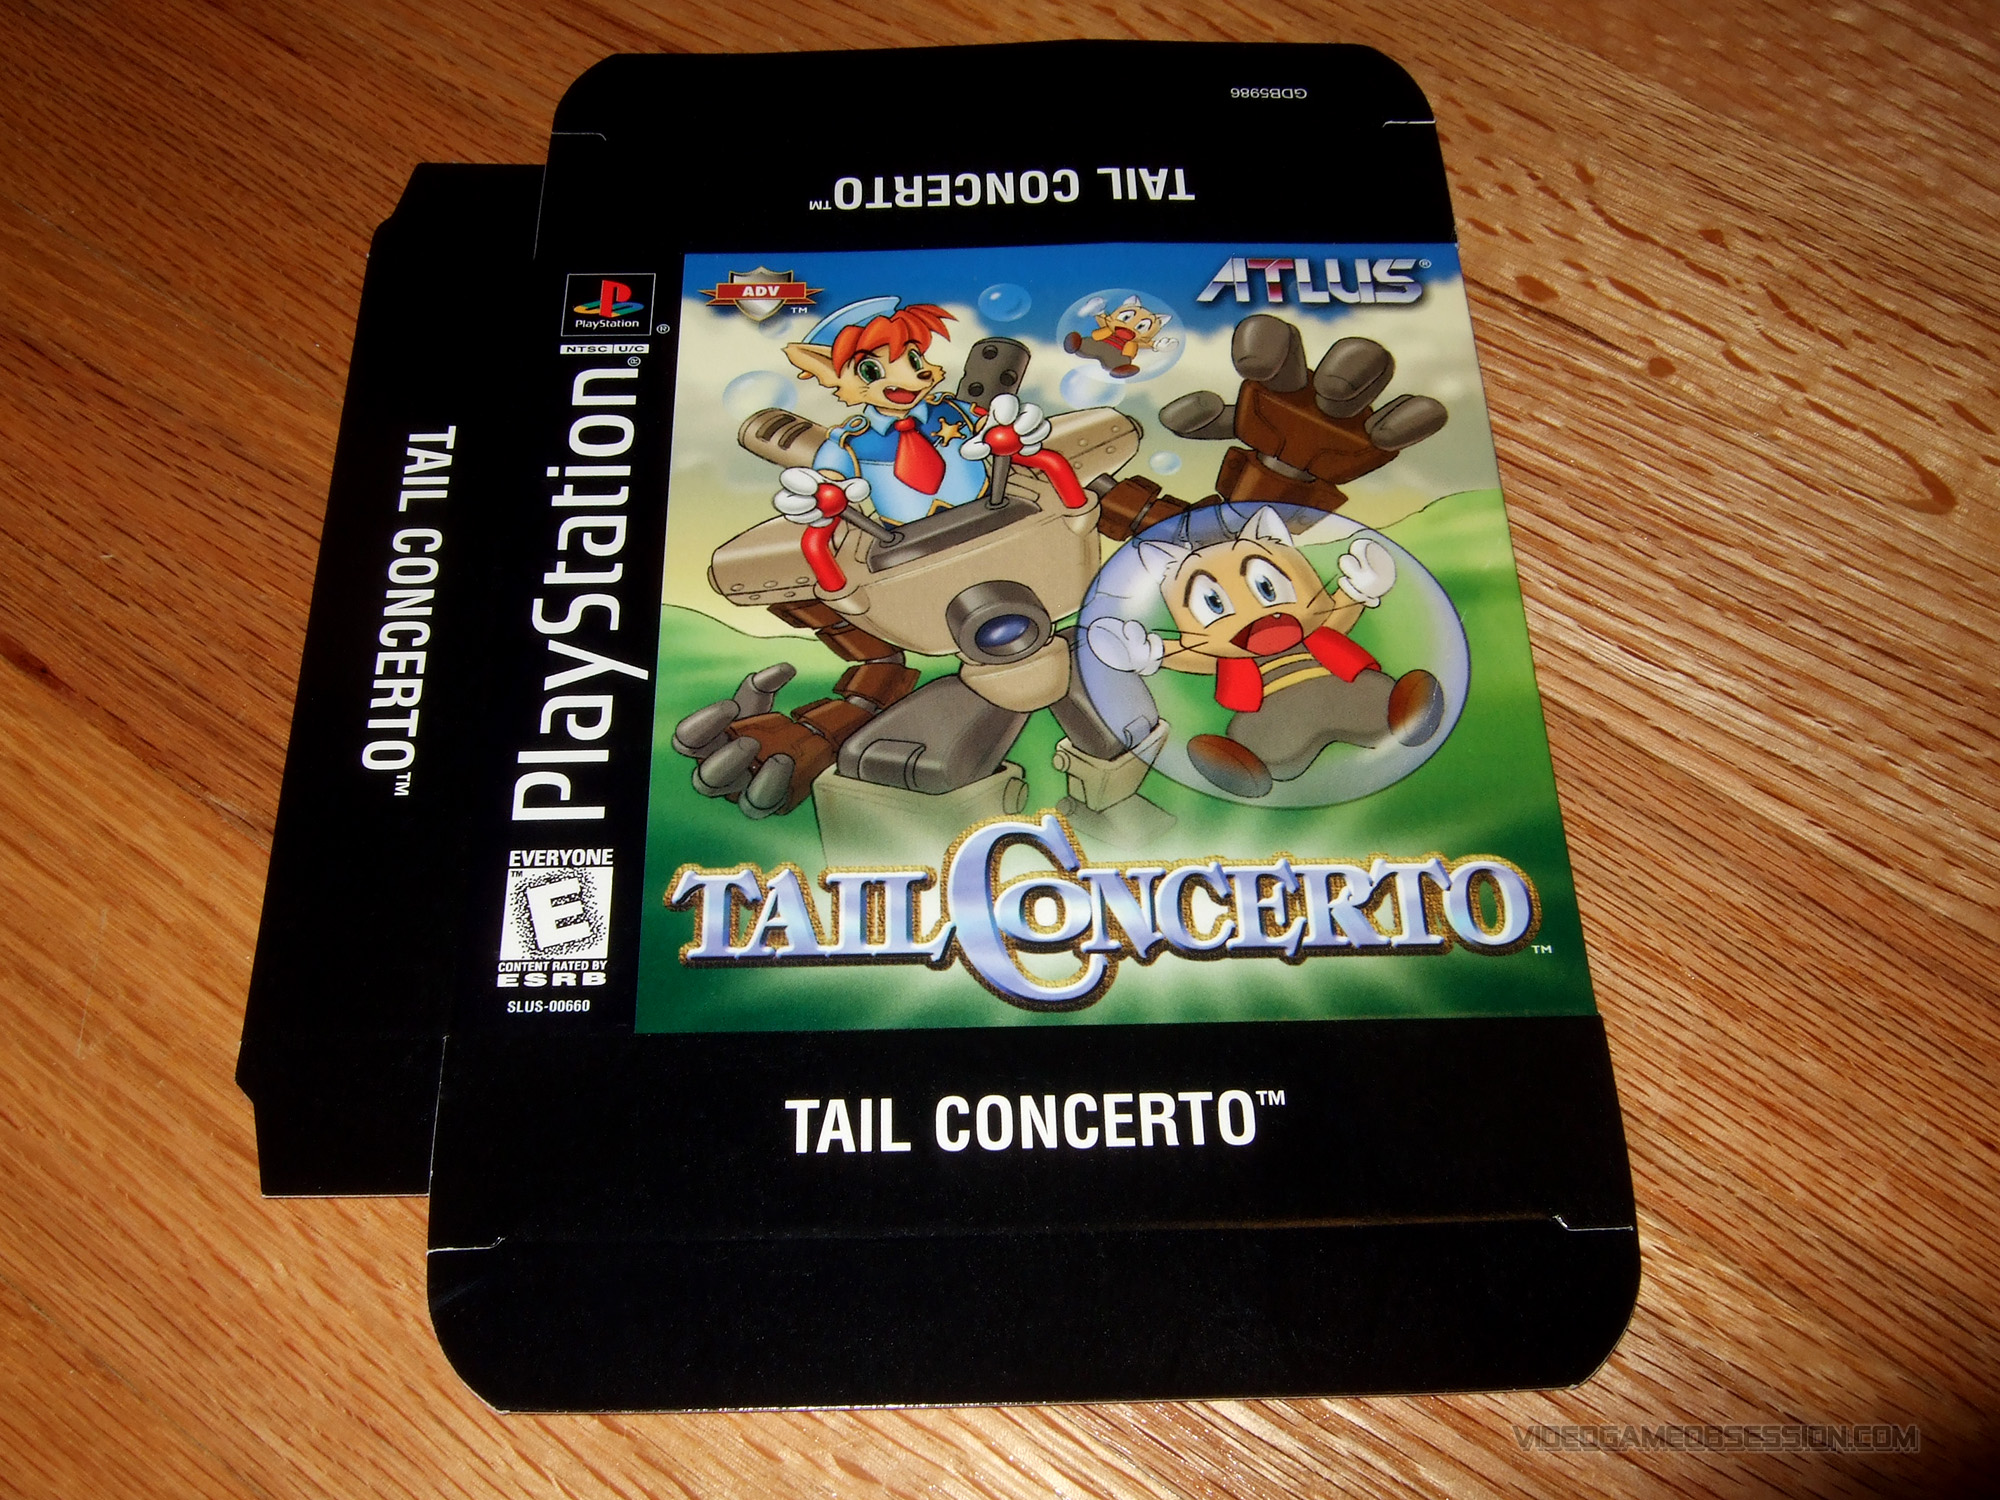 GDB5986
TAIL CONCERTO™
ADV™
ATLUS®
PlayStation®
NTSC U/C
PlayStation®
TAIL CONCERTO™
TAIL CONCERTO™
EVERYONE
™
E
CONTENT RATED BY
ESRB
SLUS-00660
TAIL CONCERTO™
VIDEOGAMEOBSESSION.COM